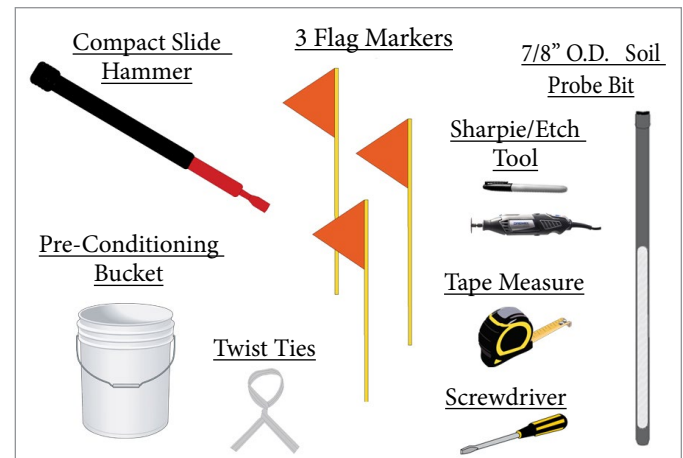 Compact Slide
Hammer
3 Flag Markers
7/8” O.D. Soil
Probe Bit
Sharpie/Etch
Tool
Pre-Conditioning
Bucket
Tape Measure
Twist Ties
Screwdriver